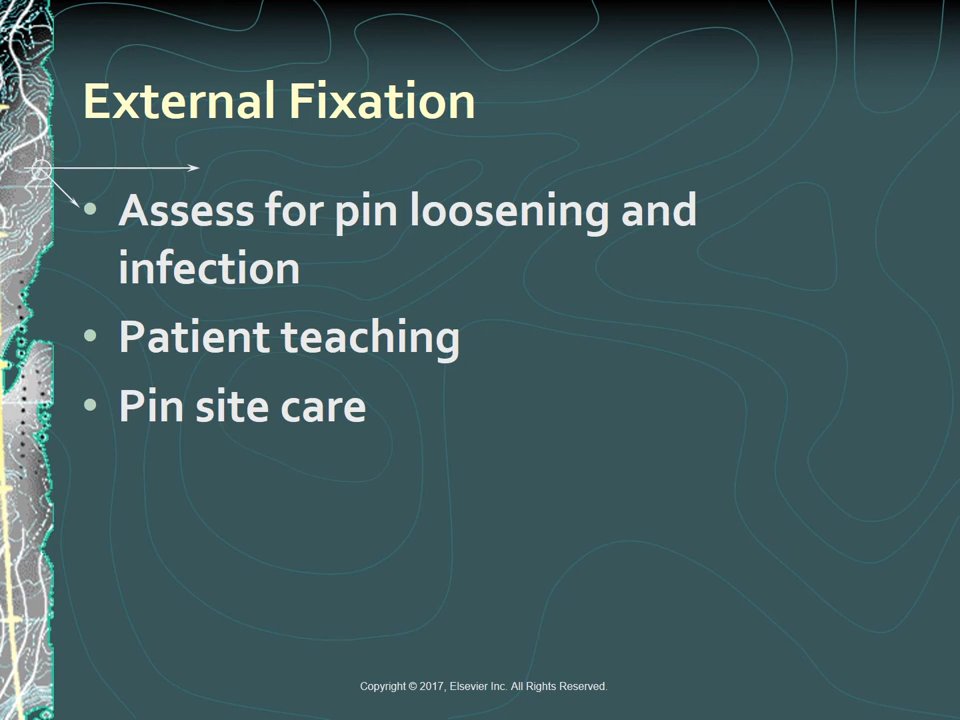 External Fixation
• Assess for pin loosening and
infection
• Patient teaching
• Pin site care
Copyright © 2017, Elsevier Inc. All Rights Reserved.